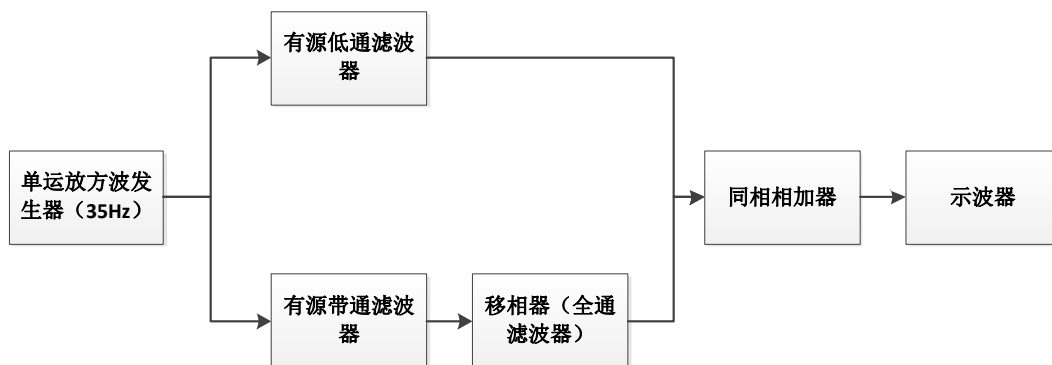 有源低通滤波
器
单运放方波发
生器（35Hz）
同相相加器
示波器
有源带通滤波
器
移相器（全通
滤波器）